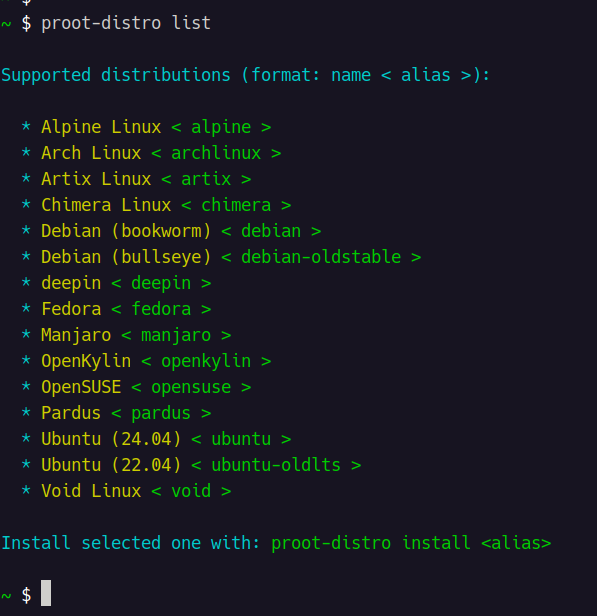 ~ $ proot-distro list
Supported distributions (format: name < alias >):
* Alpine Linux < alpine >
* Arch Linux < archlinux >
* Artix Linux < artix >
* Chimera Linux < chimera >
* Debian (bookworm) < debian >
* Debian (bullseye) < debian-oldstable >
* deepin < deepin >
* Fedora < fedora >
* Manjaro < manjaro >
* OpenKylin < openkylin >
* OpenSUSE < opensuse >
* Pardus < pardus >
* Ubuntu (24.04) < ubuntu >
* Ubuntu (22.04) < ubuntu-oldlts >
* Void Linux < void >
Install selected one with: proot-distro install <alias>
~ $